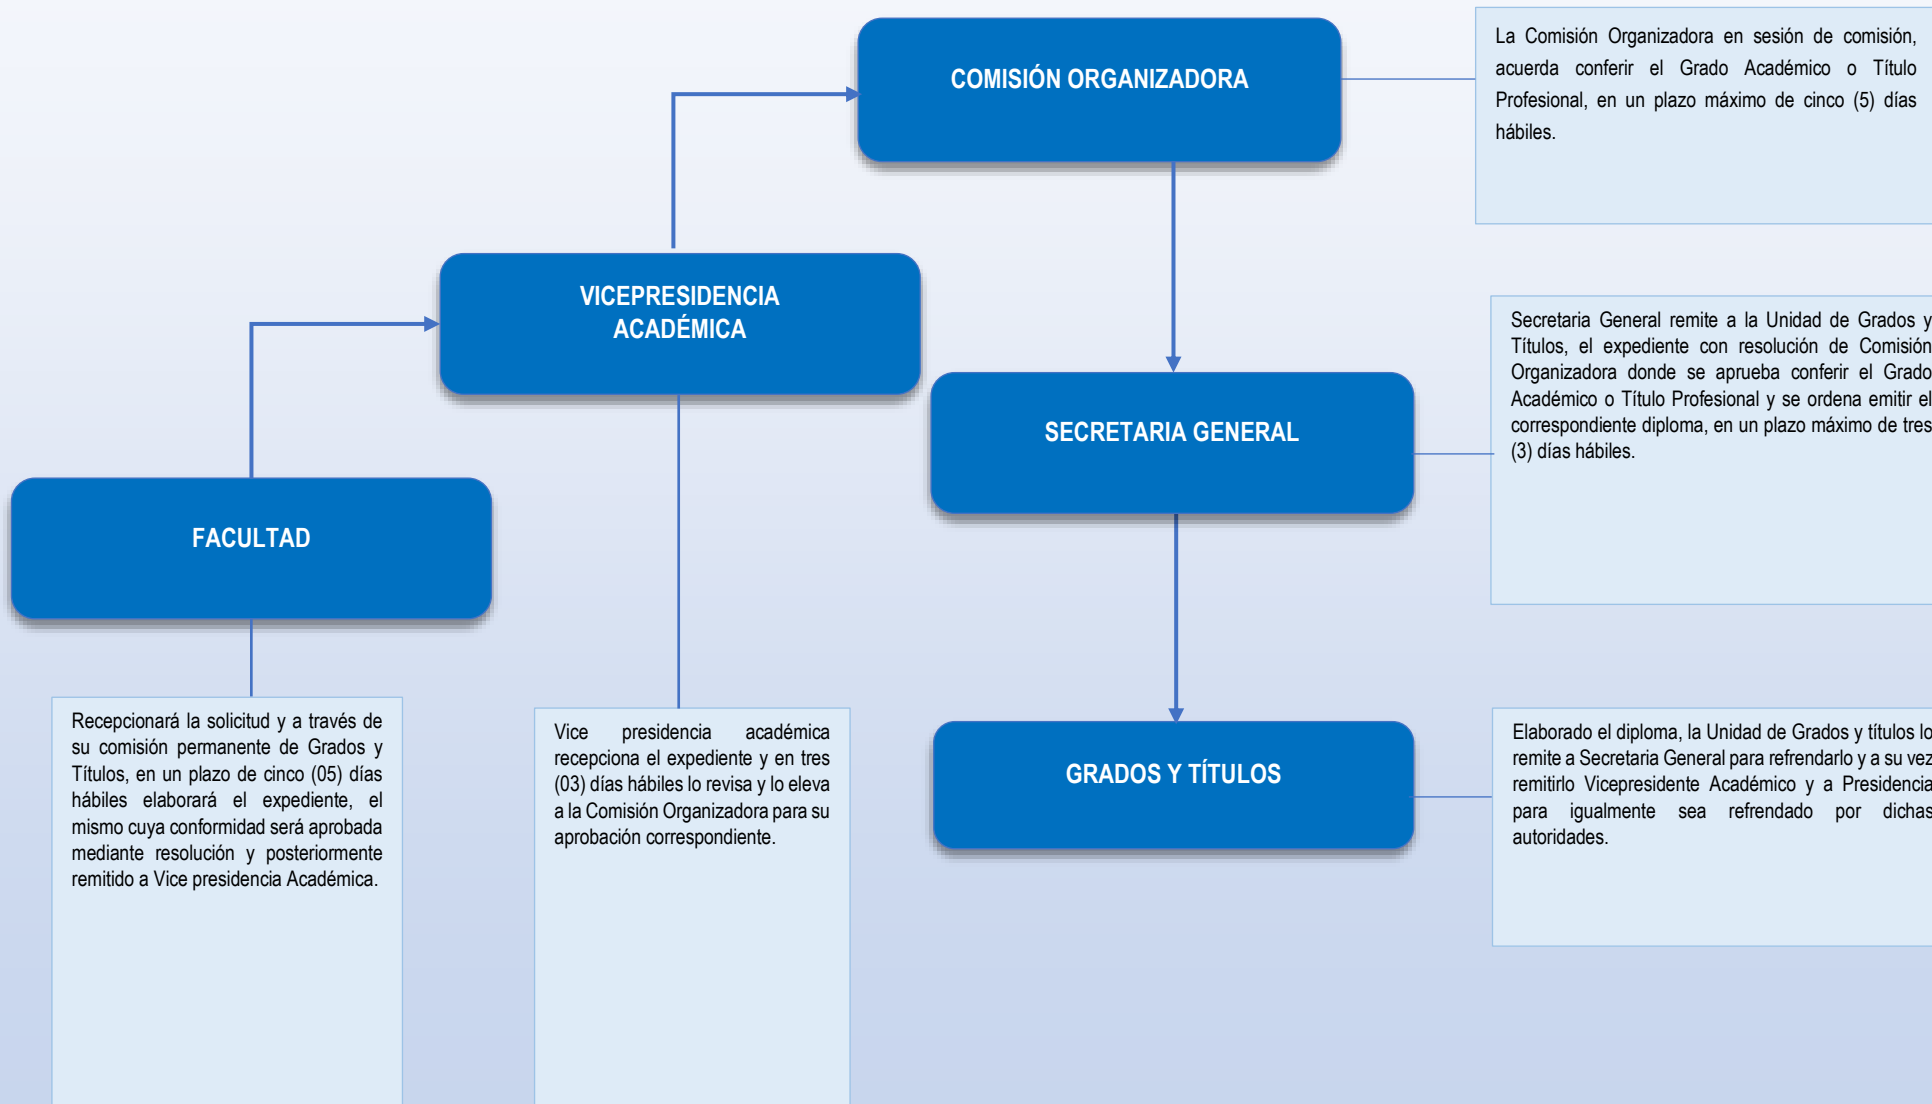 COMISIÓN ORGANIZADORA
La Comisión Organizadora en sesión de comisión,
acuerda conferir el Grado Académico o Título
Profesional, en un plazo máximo de cinco (5) días
hábiles.
VICEPRESIDENCIA
ACADÉMICA
Secretaria General remite a la Unidad de Grados y
Títulos, el expediente con resolución de Comisión
Organizadora donde se aprueba conferir el Grado
Académico o Título Profesional y se ordena emitir el
correspondiente diploma, en un plazo máximo de tres
(3) días hábiles.
SECRETARIA GENERAL
FACULTAD
Recepcionará la solicitud y a través de
su comisión permanente de Grados y
Títulos, en un plazo de cinco (05) días
hábiles elaborará el expediente, el
mismo cuya conformidad será aprobada
mediante resolución y posteriormente
remitido a Vice presidencia Académica.
Vice presidencia académica
recepciona el expediente y en tres
(03) días hábiles lo revisa y lo eleva
a la Comisión Organizadora para su
aprobación correspondiente.
GRADOS Y TÍTULOS
Elaborado el diploma, la Unidad de Grados y títulos lo
remite a Secretaria General para refrendarlo y a su vez
remitirlo Vicepresidente Académico y a Presidencia
para igualmente sea refrendado por dichas
autoridades.